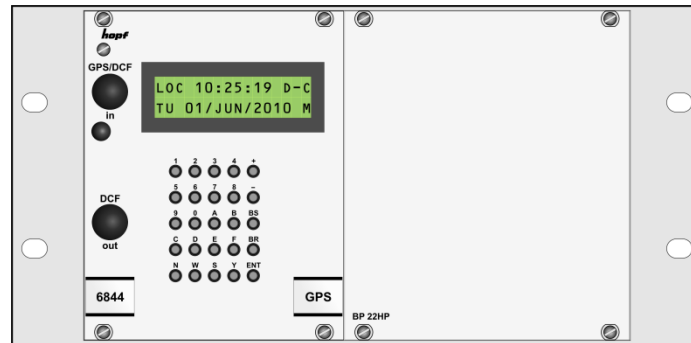 hopf
GPS/DCF
in
LOC 10:25:19 D-C
TU 01/JUN/2010 M
1 2 3 4 +
5 6 7 8 -
9 0 A B BS
C D E F BR
N W S Y ENT
DCF
out
6844
GPS
BP 22HP